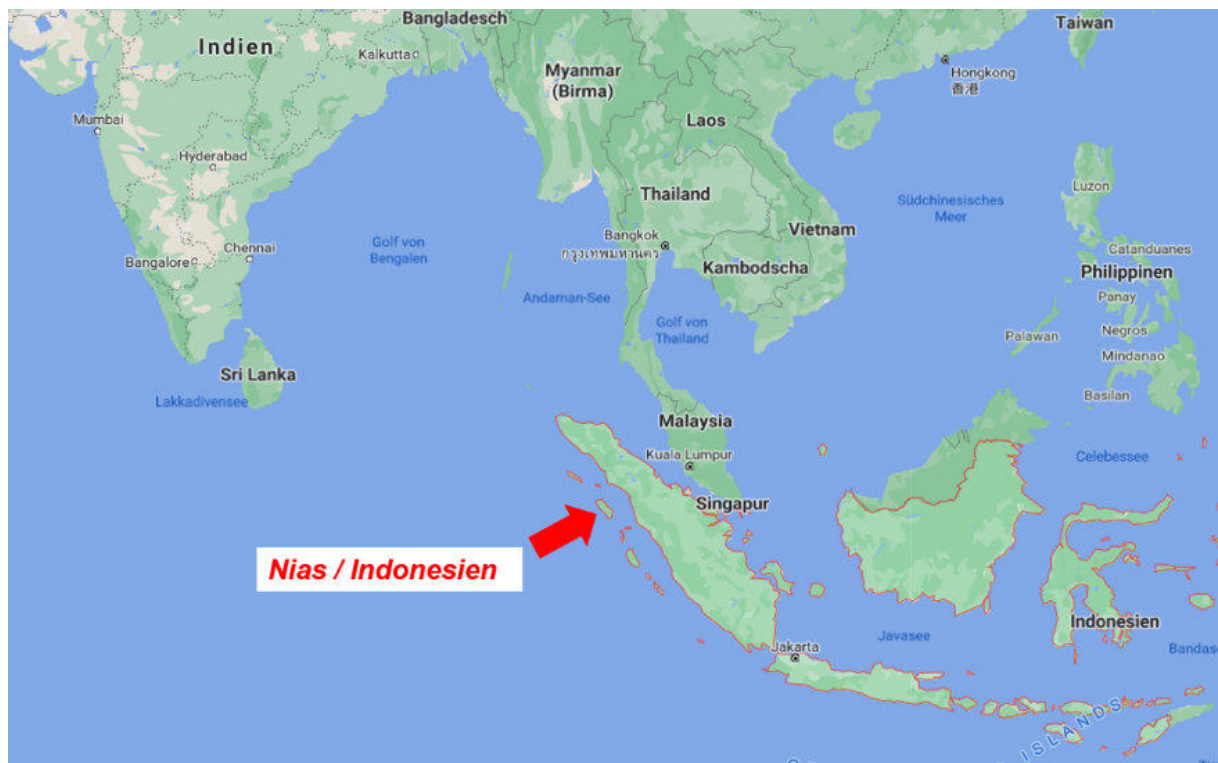 Bangladesch
Taiwan
Indien
Kalkutta
Myanmar
(Birma)
Hongkong
香港
Mumbai
Laos
Hyderabad
Thailand
Luzon
Südchinesisches
Meer
Bangkok
กรุงเทพมหานคร
Vietnam
Golf von
Bengalen
Chennai
Bangalore
Catanduanes
Kambodscha
Philippinen
Andaman-See
Panay
Golf von
Thailand
Palawan
Negros
Mindanao
Sri Lanka
Lakkadivensee
Basilan
Malaysia
Kuala Lumpur
Celebessee
Singapur
Nias / Indonesien
Indonesien
Javasee
Jakarta
Bandas
ISLANDS